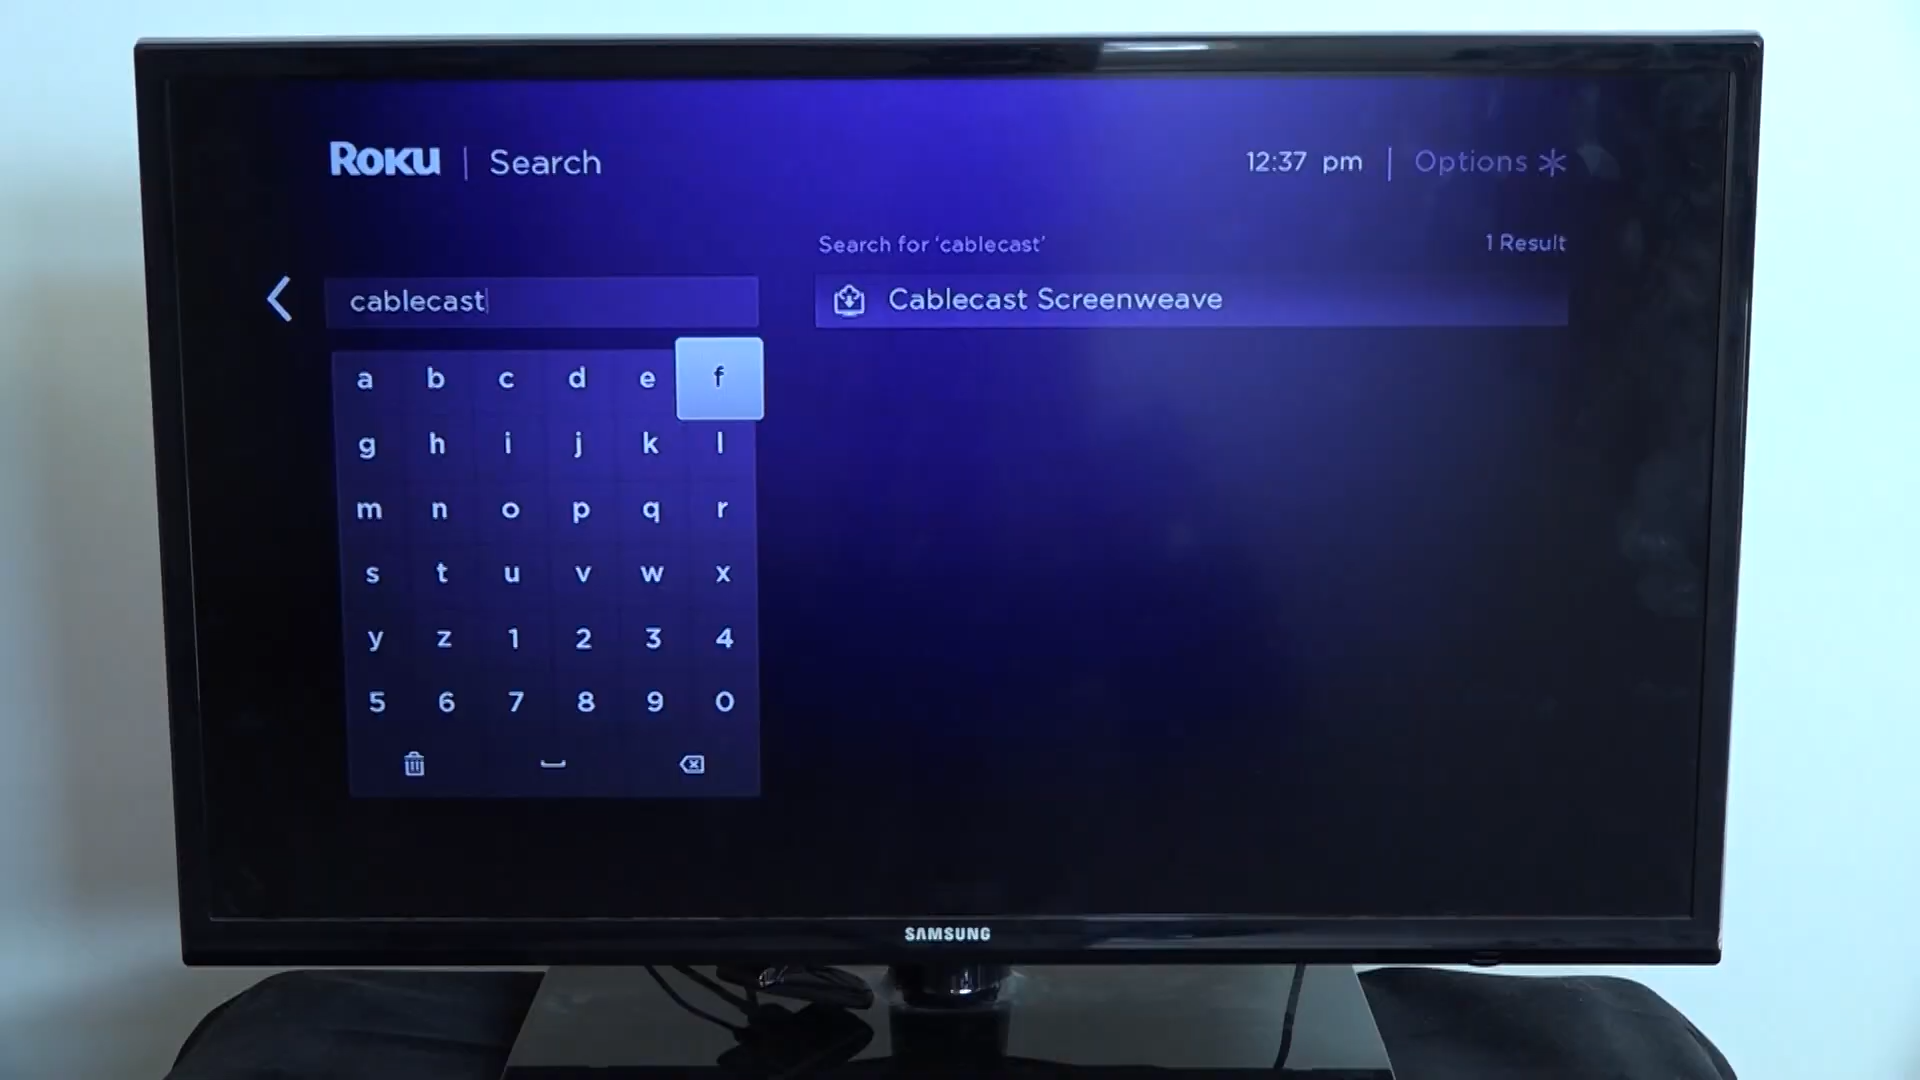 Roku | Search
12:37 pm | Options
Search for 'cablecast'
1 Result
cablecast
Cablecast Screenweave
a b c d e f
g h i j k l
m n o p q r
s t u v w x
y z 1 2 3 4
5 6 7 8 9 0
SAMSUNG